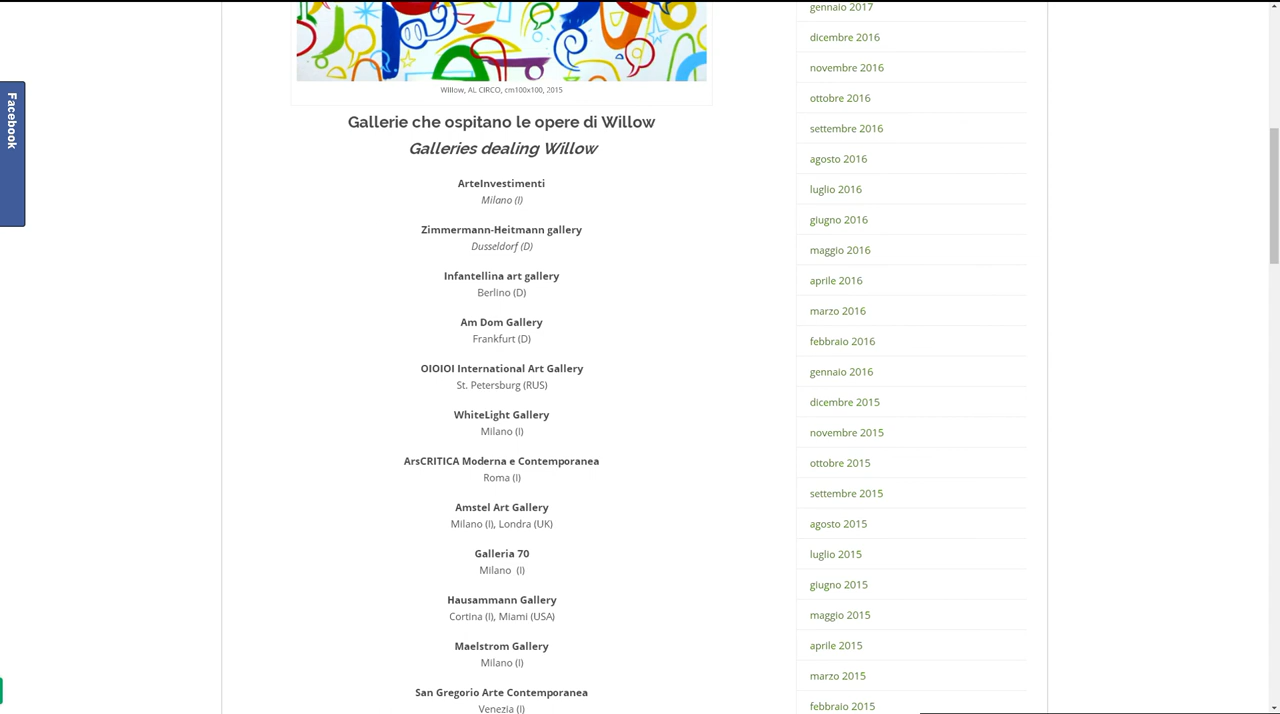 Facebook
Willow, AL CIRCO, cm100x100, 2015
Gallerie che ospitano le opere di Willow
Galleries dealing Willow
ArteInvestimenti
Milano (I)
Zimmermann-Heitmann gallery
Dusseldorf (D)
Infantellina art gallery
Berlino (D)
Am Dom Gallery
Frankfurt (D)
OIOIOI International Art Gallery
St. Petersburg (RUS)
WhiteLight Gallery
Milano (I)
ArsCRITICA Moderna e Contemporanea
Roma (I)
Amstel Art Gallery
Milano (I), Londra (UK)
Galleria 70
Milano  (I)
Hausammann Gallery
Cortina (I), Miami (USA)
Maelstrom Gallery
Milano (I)
San Gregorio Arte Contemporanea
Venezia (I)
gennaio 2017
dicembre 2016
novembre 2016
ottobre 2016
settembre 2016
agosto 2016
luglio 2016
giugno 2016
maggio 2016
aprile 2016
marzo 2016
febbraio 2016
gennaio 2016
dicembre 2015
novembre 2015
ottobre 2015
settembre 2015
agosto 2015
luglio 2015
giugno 2015
maggio 2015
aprile 2015
marzo 2015
febbraio 2015